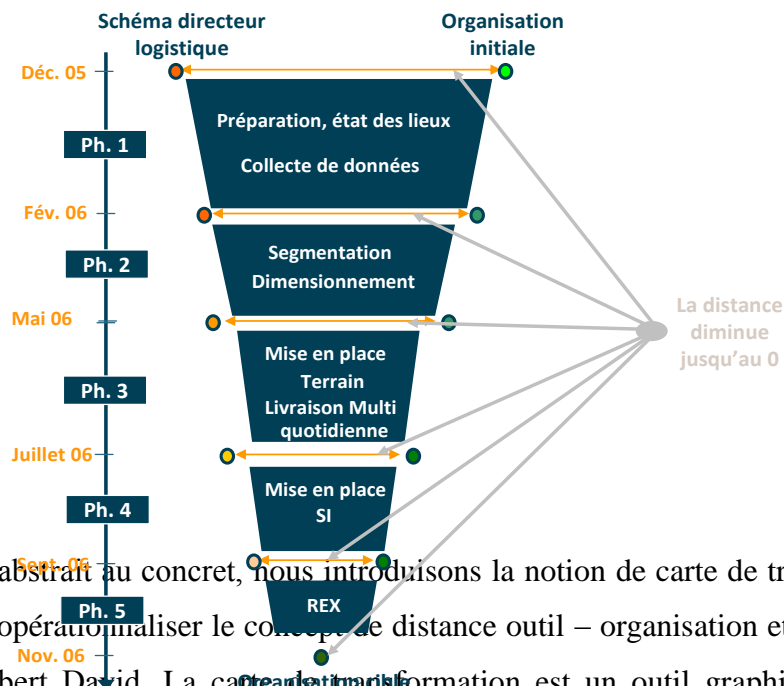 Schéma directeur
logistique
Organisation
initiale
Déc. 05
Préparation, état des lieux
Collecte de données
Ph. 1
Fév. 06
Segmentation
Dimensionnement
Ph. 2
La distance
diminue
jusqu'au 0
Mai 06
Mise en place
Terrain
Livraison Multi
quotidienne
Ph. 3
Juillet 06
Mise en place
SI
Ph. 4
Sept. 06
abstrait au concret, nous introduisons la notion de carte de tr
REX
Ph. 5
opérationnaliser le concept de distance outil – organisation et
Nov. 06
bert David. La carte de transformation est un outil graphi
Organisation cible